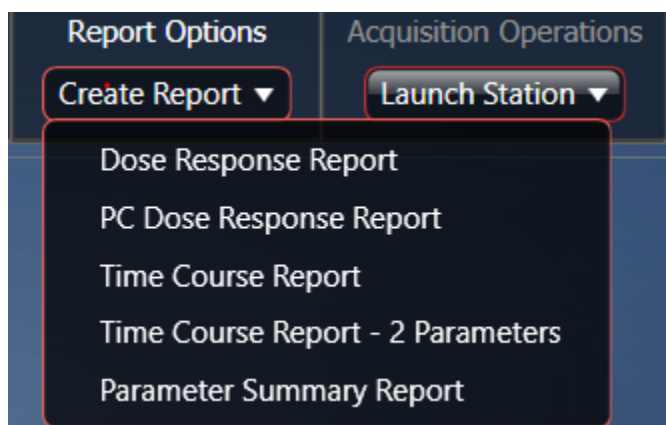 Report Options
Acquisition Operations
Create Report
Launch Station
Dose Response Report
PC Dose Response Report
Time Course Report
Time Course Report - 2 Parameters
Parameter Summary Report